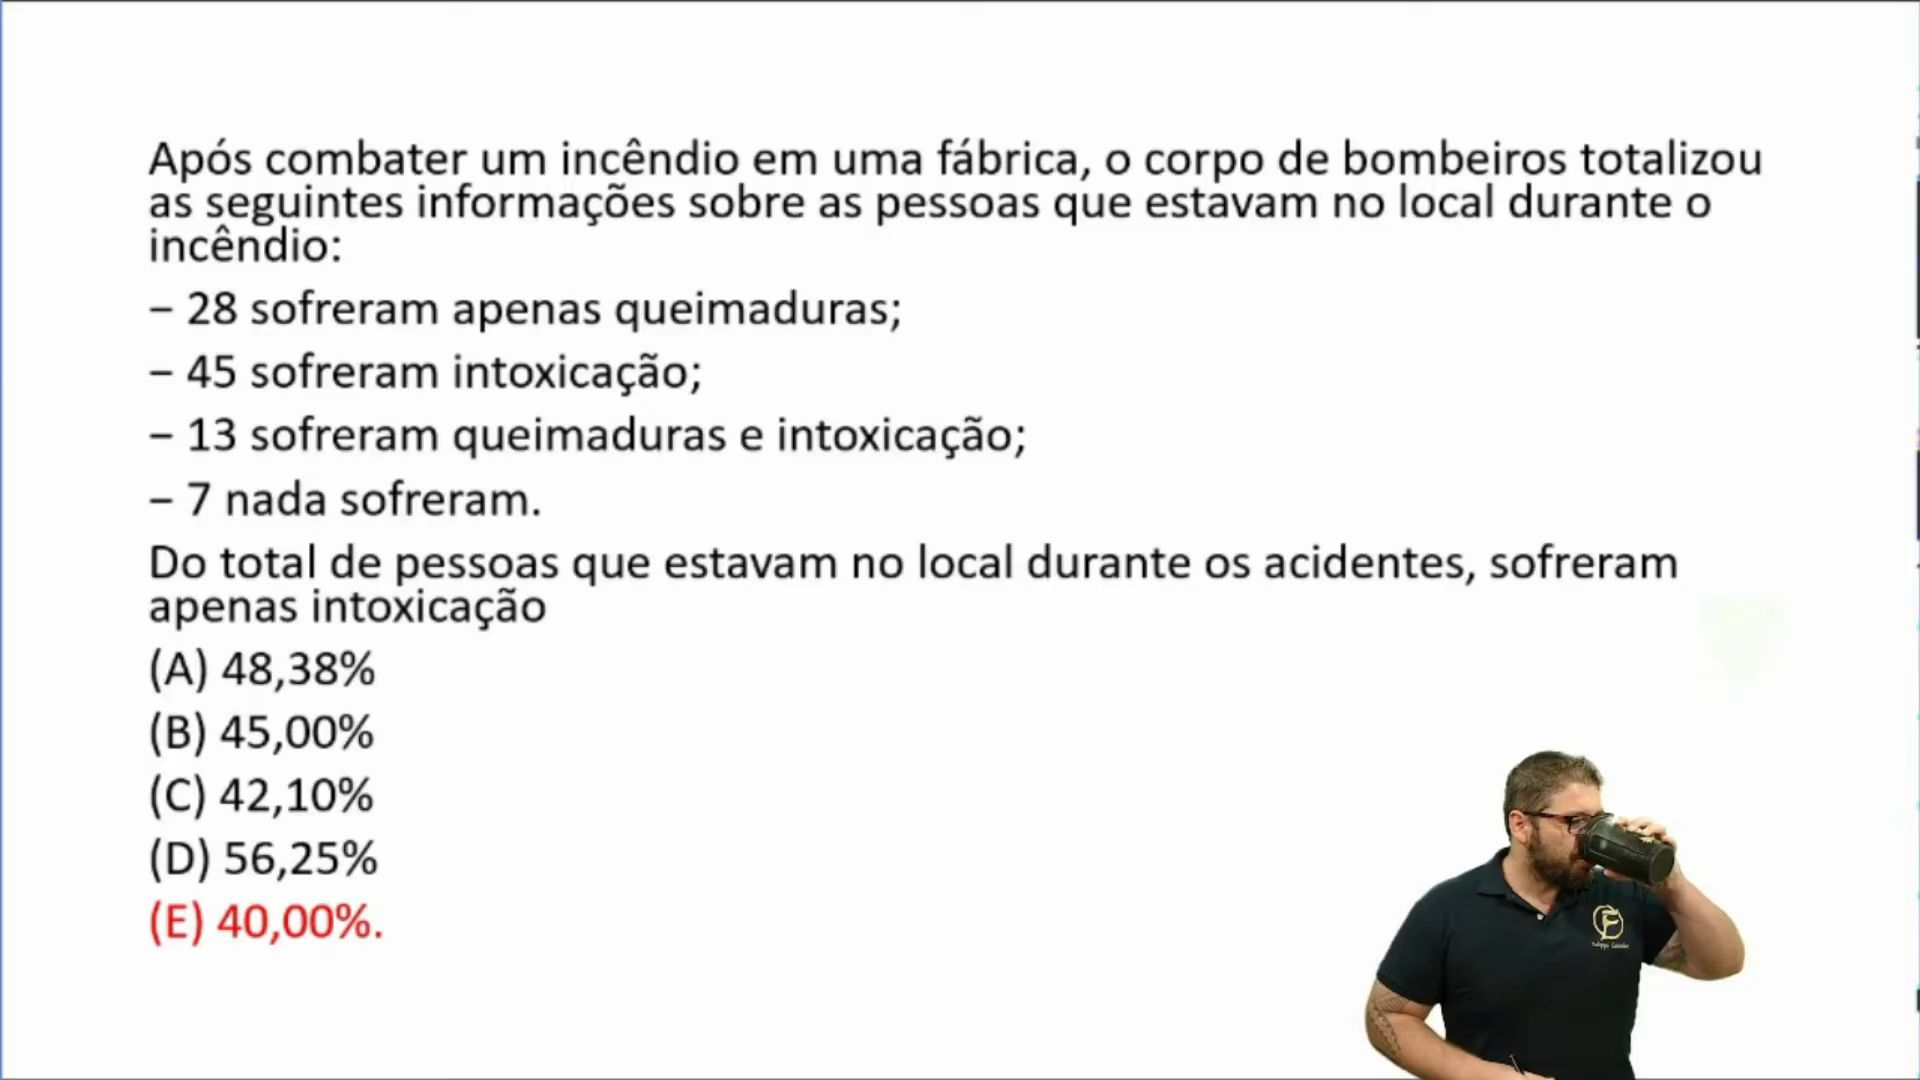 Após combater um incêndio em uma fábrica, o corpo de bombeiros totalizou
as seguintes informações sobre as pessoas que estavam no local durante o
incêndio:
– 28 sofreram apenas queimaduras;
– 45 sofreram intoxicação;
– 13 sofreram queimaduras e intoxicação;
– 7 nada sofreram.
Do total de pessoas que estavam no local durante os acidentes, sofreram
apenas intoxicação
(A) 48,38%
(B) 45,00%
(C) 42,10%
(D) 56,25%
(E) 40,00%.